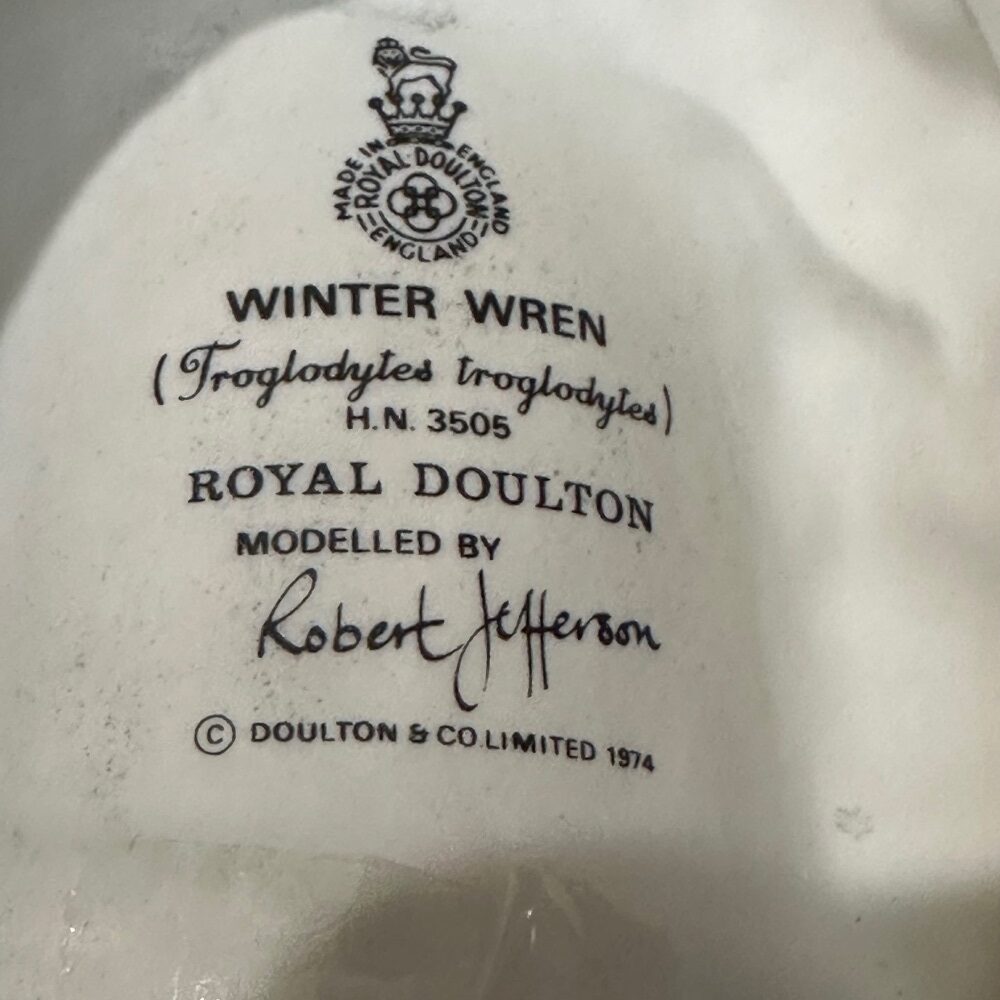 MADE IN ENGLAND
ROYAL DOULTON
ENGLAND
WINTER WREN
(Troglodytes troglodytes)
H.N. 3505
ROYAL DOULTON
MODELLED BY
Robert Jefferson
© DOULTON & CO.LIMITED 1974